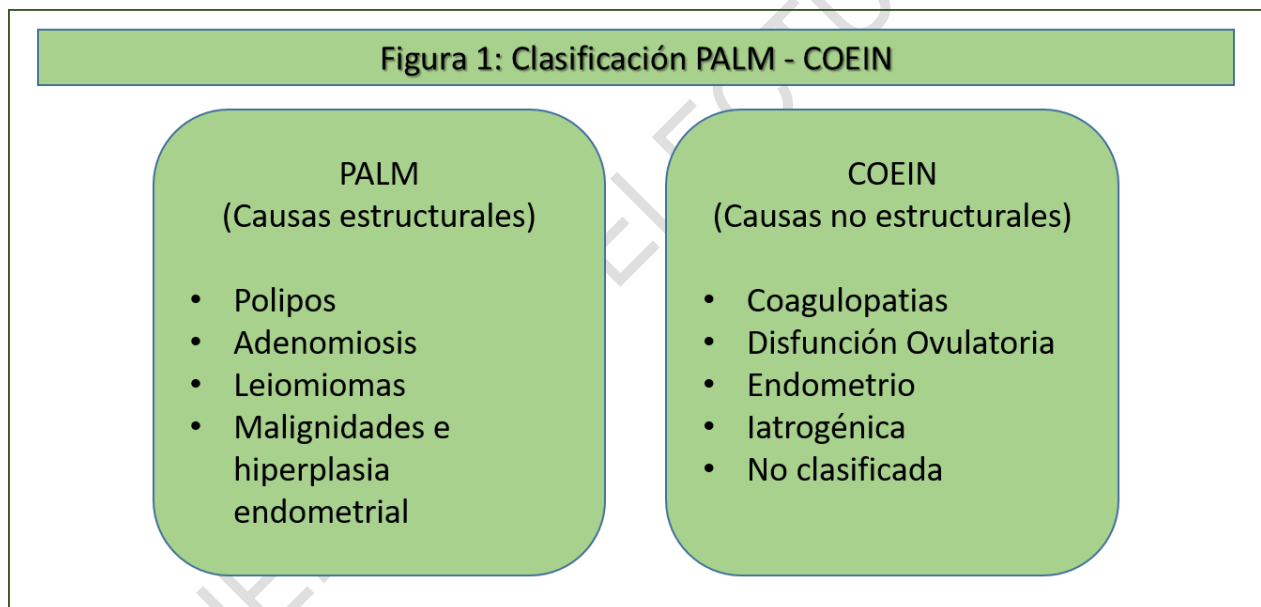 Figura 1: Clasificación PALM - COEIN
PALM
(Causas estructurales)
• Polipos
• Adenomiosis
• Leiomiomas
• Malignidades e
hiperplasia
endometrial
COEIN
(Causas no estructurales)
• Coagulopatias
• Disfunción Ovulatoria
• Endometrio
• Iatrogénica
• No clasificada